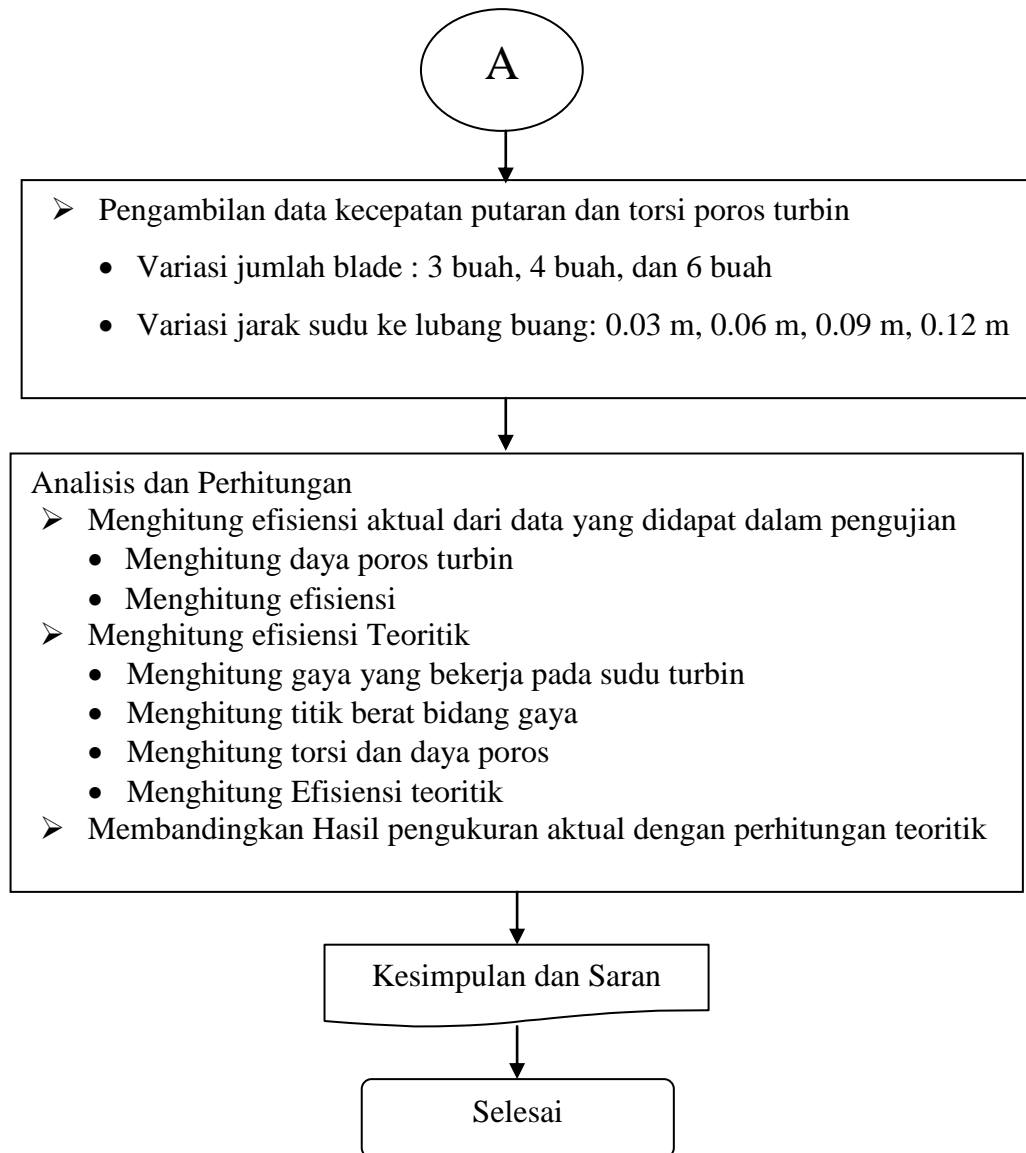 A
➢ Pengambilan data kecepatan putaran dan torsi poros turbin
• Variasi jumlah blade : 3 buah, 4 buah, dan 6 buah
• Variasi jarak sudu ke lubang buang: 0.03 m, 0.06 m, 0.09 m, 0.12 m
Analisis dan Perhitungan
➢ Menghitung efisiensi aktual dari data yang didapat dalam pengujian
• Menghitung daya poros turbin
• Menghitung efisiensi
➢ Menghitung efisiensi Teoritik
• Menghitung gaya yang bekerja pada sudu turbin
• Menghitung titik berat bidang gaya
• Menghitung torsi dan daya poros
• Menghitung Efisiensi teoritik
➢ Membandingkan Hasil pengukuran aktual dengan perhitungan teoritik
Kesimpulan dan Saran
Selesai